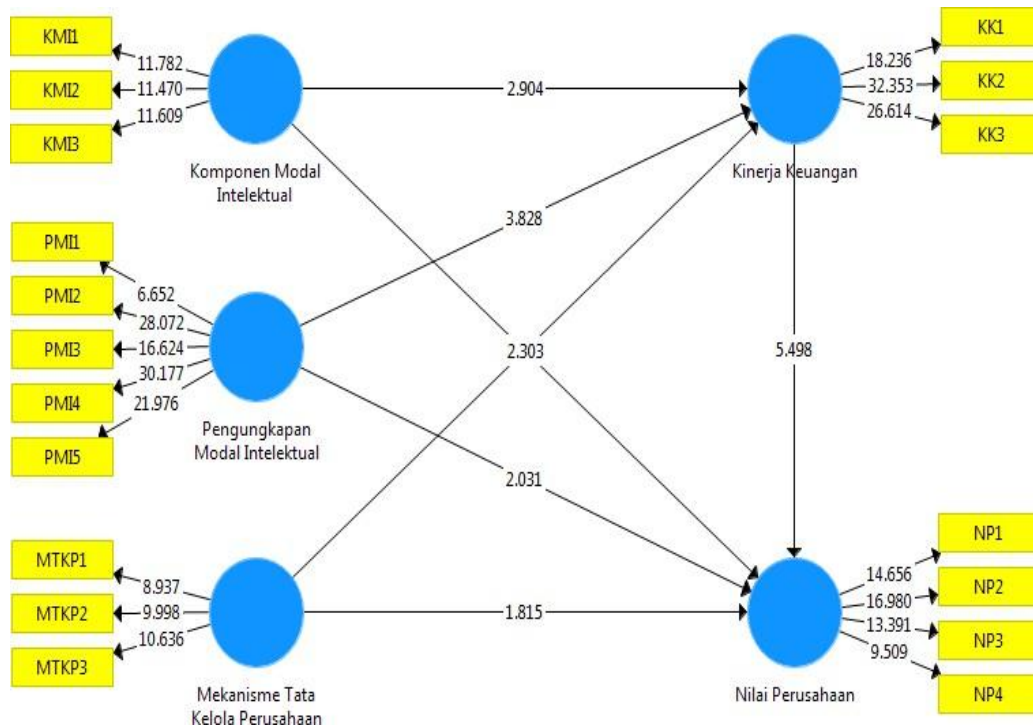 KMI1
11.782
KMI2
11.470
KMI3
11.609
Komponen Modal
Intelektual
2.904
KK1
18.236
KK2
32.353
KK3
26.614
Kinerja Keuangan
PMI1
6.652
PMI2
28.072
PMI3
16.624
PMI4
30.177
PMI5
21.976
Pengungkapan
Modal Intelektual
3.828
2.303
5.498
2.031
MTKP1
8.937
MTKP2
9.998
MTKP3
10.636
Mekanisme Tata
Kelola Perusahaan
1.815
NP1
14.656
NP2
16.980
NP3
13.391
NP4
9.509
Nilai Perusahaan